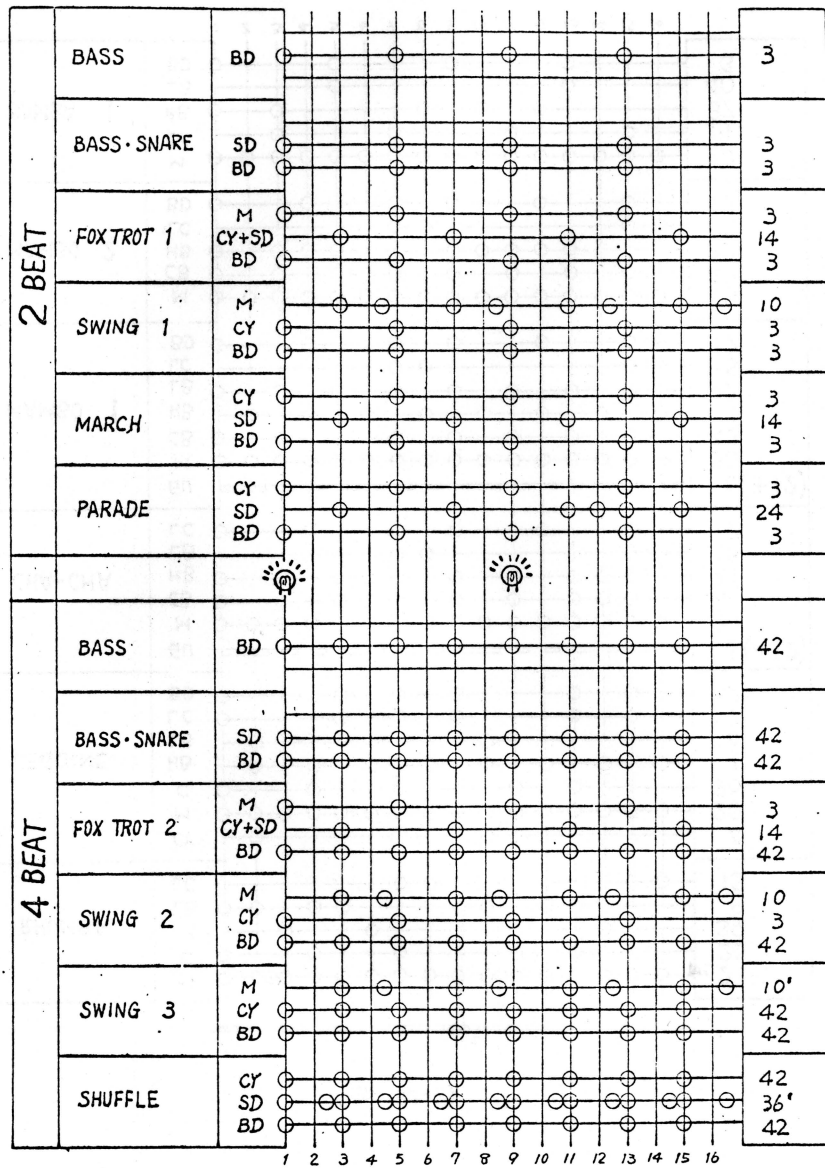 2 BEAT
BASS BD 3
BASS·SNARE SD 3
BD 3
FOXTROT 1 M 3
CY+SD 14
BD 3
SWING 1 M 10
CY 3
BD 3
MARCH CY 3
SD 14
BD 3
PARADE CY 3
SD 24
BD 3
4 BEAT
BASS BD 42
BASS·SNARE SD 42
BD 42
FOX TROT 2 M 3
CY+SD 14
BD 42
SWING 2 M 10
CY 3
BD 42
SWING 3 M 10'
CY 42
BD 42
SHUFFLE CY 42
SD 36'
BD 42
1 2 3 4 5 6 7 8 9 10 11 12 13 14 15 16